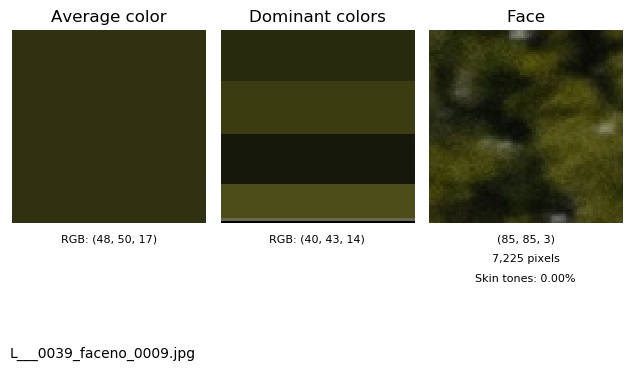 Average color
Dominant colors
Face
RGB: (48, 50, 17)
RGB: (40, 43, 14)
(85, 85, 3)
7,225 pixels
Skin tones: 0.00%
L___0039_faceno_0009.jpg